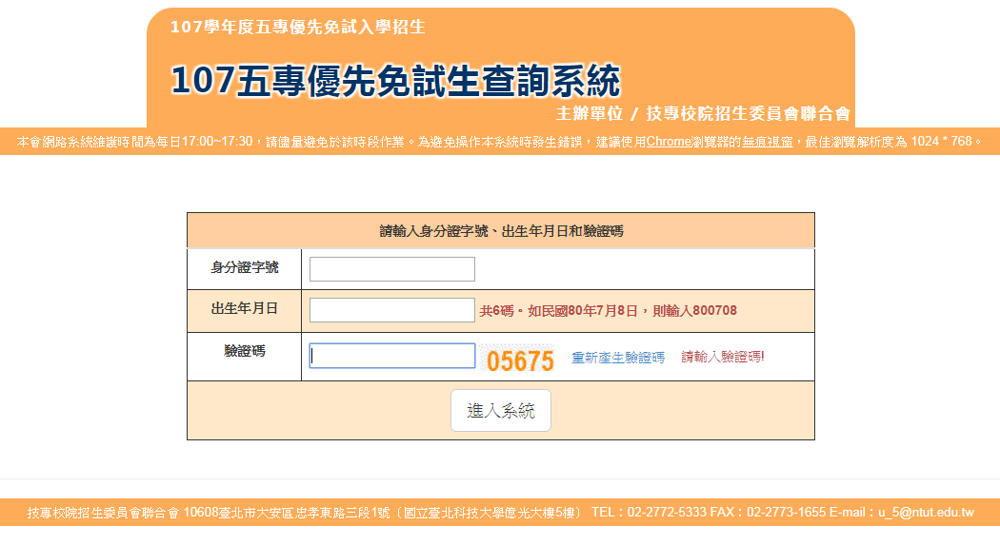 107學年度五專優先免試入學招生
107五專優先免試生查詢系統
主辦單位 / 技專校院招生委員會聯合會
本會網路系統維護時間為每日17:00~17:30，請儘量避免於該時段作業。為避免操作本系統時發生錯誤，建議使用Chrome瀏覽器的無痕視窗，最佳瀏覽解析度為 1024 * 768。
請輸入身分證字號、出生年月日和驗證碼
身分證字號
出生年月日 共6碼。如民國80年7月8日，則輸入800708
驗證碼 05675 重新產生驗證碼 請輸入驗證碼!
進入系統
技專校院招生委員會聯合會 10608臺北市大安區忠孝東路三段1號〔國立臺北科技大學億光大樓5樓〕 TEL：02-2772-5333 FAX：02-2773-1655 E-mail：u_5@ntut.edu.tw